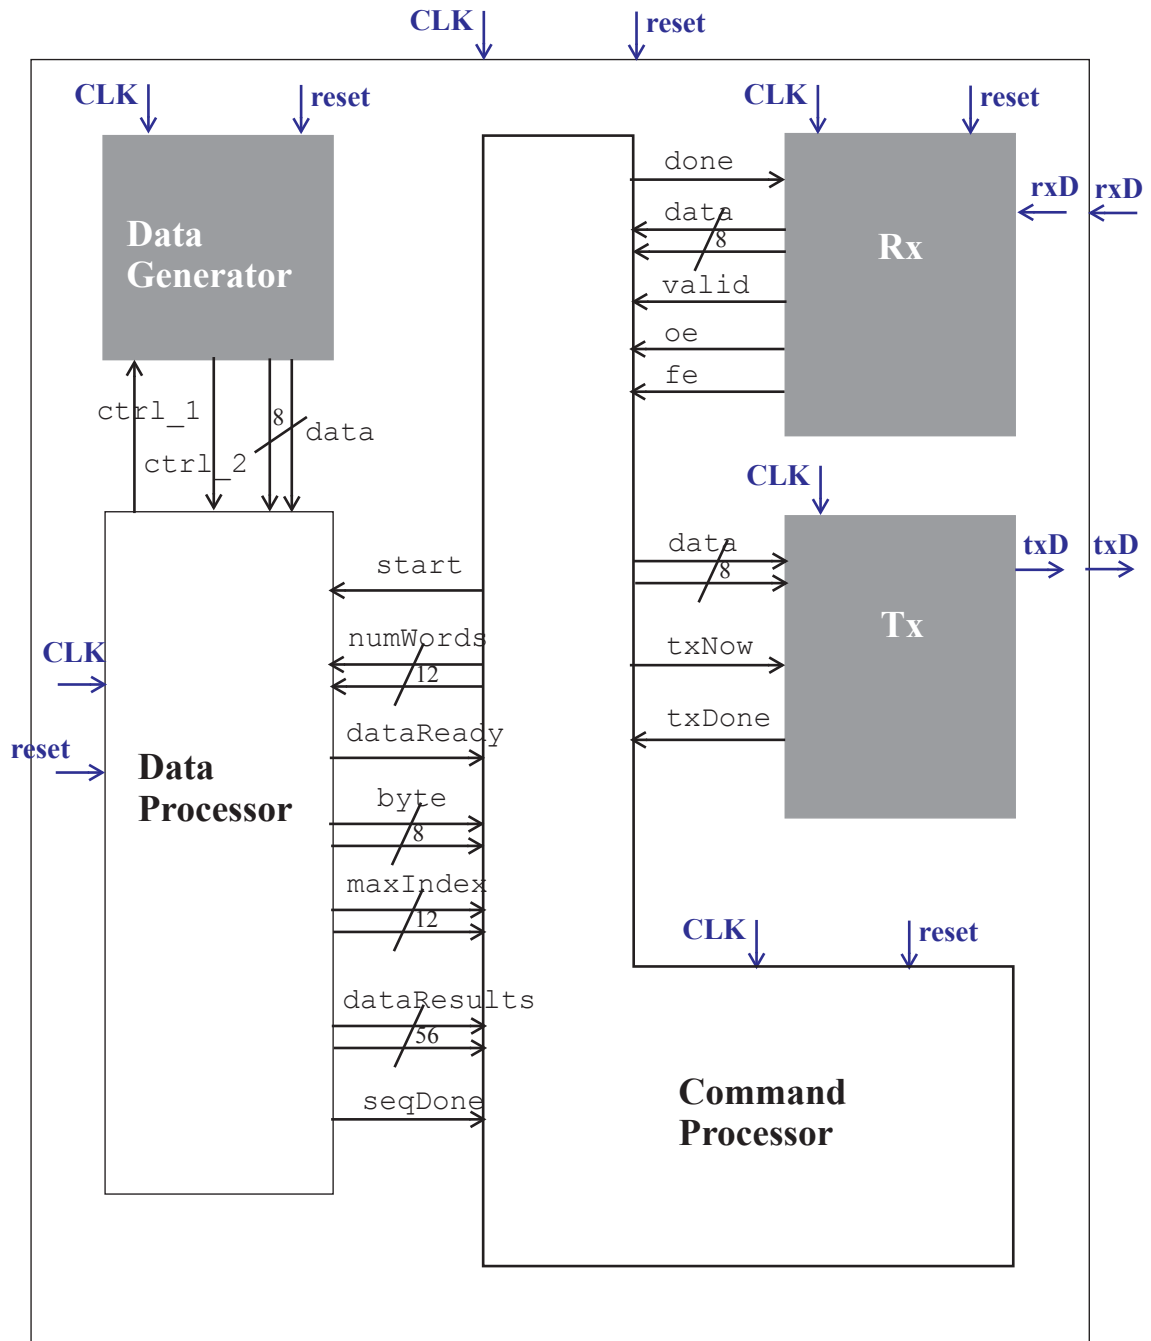 CLK
reset
CLK
reset
CLK
reset
Data
Generator
done
data
8
valid
oe
fe
Rx
rxD
rxD
ctrl_1
ctrl_2
8
data
CLK
data
8
txNow
txDone
Tx
txD
txD
start
numWords
12
dataReady
byte
8
maxIndex
12
dataResults
56
seqDone
CLK
reset
Data
Processor
CLK
reset
Command
Processor